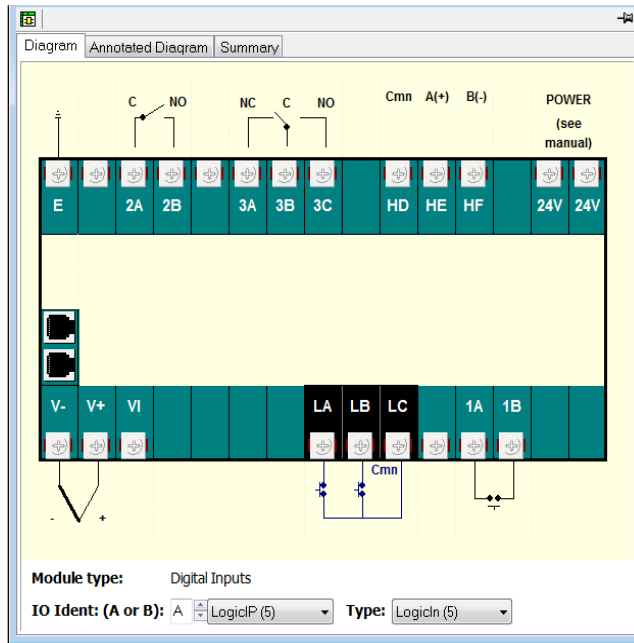 Diagram Annotated Diagram Summary
C NO NC C NO Cmn A(+) B(-) POWER
(see
manual)
E 2A 2B 3A 3B 3C HD HE HF 24V 24V
V- V+ VI LA LB LC 1A 1B
Cmn
- +
Module type: Digital Inputs
IO Ident: (A or B): A LogicIP (5) Type: LogicIn (5)